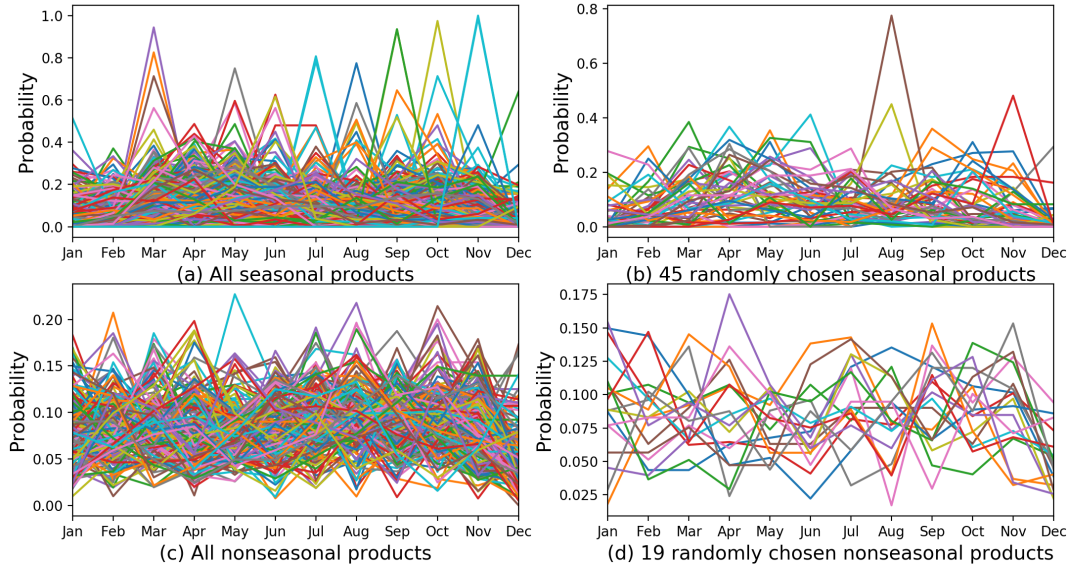 1.0
0.8
0.6
0.4
0.2
0.0
Probability
Jan Feb Mar Apr May Jun Jul Aug Sep Oct Nov Dec
(a) All seasonal products
0.8
0.6
0.4
0.2
0.0
Probability
Jan Feb Mar Apr May Jun Jul Aug Sep Oct Nov Dec
(b) 45 randomly chosen seasonal products
0.20
0.15
0.10
0.05
0.00
Probability
Jan Feb Mar Apr May Jun Jul Aug Sep Oct Nov Dec
(c) All nonseasonal products
0.175
0.150
0.125
0.100
0.075
0.050
0.025
Probability
Jan Feb Mar Apr May Jun Jul Aug Sep Oct Nov Dec
(d) 19 randomly chosen nonseasonal products